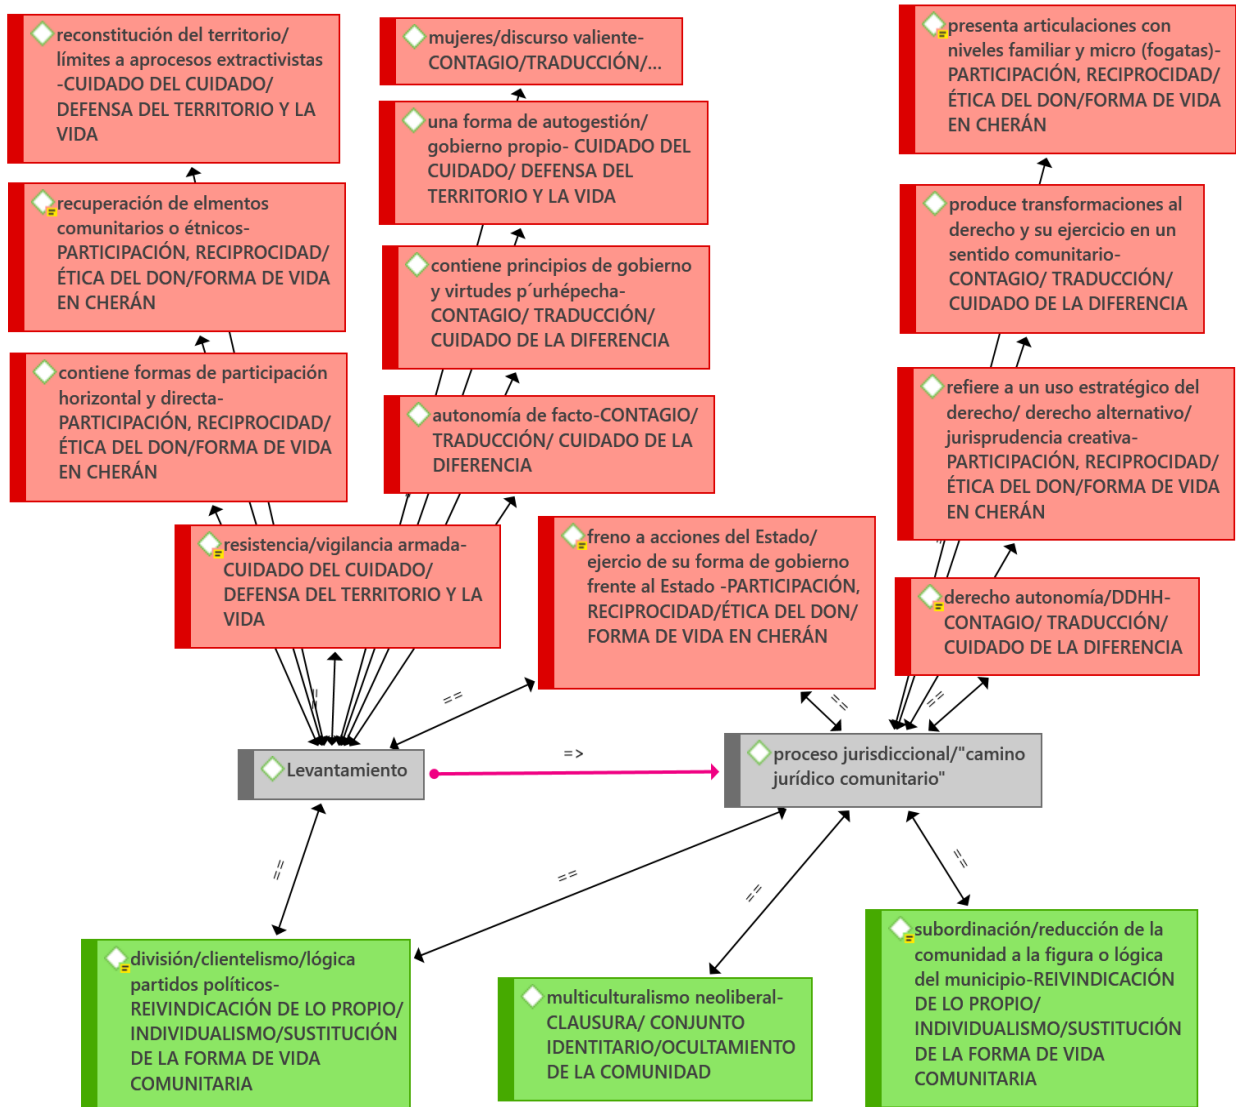 reconstitución del territorio/
límites a aprocesos extractivistas
-CUIDADO DEL CUIDADO/
DEFENSA DEL TERRITORIO Y LA
VIDA
mujeres/discurso valiente-
CONTAGIO/TRADUCCIÓN/...
presenta articulaciones con
niveles familiar y micro (fogatas)-
PARTICIPACIÓN, RECIPROCIDAD/
ÉTICA DEL DON/FORMA DE VIDA
EN CHERÁN
una forma de autogestión/
gobierno propio- CUIDADO DEL
CUIDADO/ DEFENSA DEL
TERRITORIO Y LA VIDA
recuperación de elmentos
comunitarios o étnicos-
PARTICIPACIÓN, RECIPROCIDAD/
ÉTICA DEL DON/FORMA DE VIDA
EN CHERÁN
produce transformaciones al
derecho y su ejercicio en un
sentido comunitario-
CONTAGIO/ TRADUCCIÓN/
CUIDADO DE LA DIFERENCIA
contiene principios de gobierno
y virtudes p´urhépecha-
CONTAGIO/ TRADUCCIÓN/
CUIDADO DE LA DIFERENCIA
contiene formas de participación
horizontal y directa-
PARTICIPACIÓN, RECIPROCIDAD/
ÉTICA DEL DON/FORMA DE VIDA
EN CHERÁN
autonomía de facto-CONTAGIO/
TRADUCCIÓN/ CUIDADO DE LA
DIFERENCIA
refiere a un uso estratégico del
derecho/ derecho alternativo/
jurisprudencia creativa-
PARTICIPACIÓN, RECIPROCIDAD/
ÉTICA DEL DON/FORMA DE VIDA
EN CHERÁN
resistencia/vigilancia armada-
CUIDADO DEL CUIDADO/
DEFENSA DEL TERRITORIO Y LA
VIDA
freno a acciones del Estado/
ejercio de su forma de gobierno
frente al Estado -PARTICIPACIÓN,
RECIPROCIDAD/ÉTICA DEL DON/
FORMA DE VIDA EN CHERÁN
derecho autonomía/DDHH-
CONTAGIO/ TRADUCCIÓN/
CUIDADO DE LA DIFERENCIA
==
==
==
==
Levantamiento
=>
proceso jurisdiccional/"camino
jurídico comunitario"
==
==
==
==
división/clientelismo/lógica
partidos políticos-
REIVINDICACIÓN DE LO PROPIO/
INDIVIDUALISMO/SUSTITUCIÓN
DE LA FORMA DE VIDA
COMUNITARIA
multiculturalismo neoliberal-
CLAUSURA/ CONJUNTO
IDENTITARIO/OCULTAMIENTO
DE LA COMUNIDAD
subordinación/reducción de la
comunidad a la figura o lógica
del municipio-REIVINDICACIÓN
DE LO PROPIO/
INDIVIDUALISMO/SUSTITUCIÓN
DE LA FORMA DE VIDA
COMUNITARIA